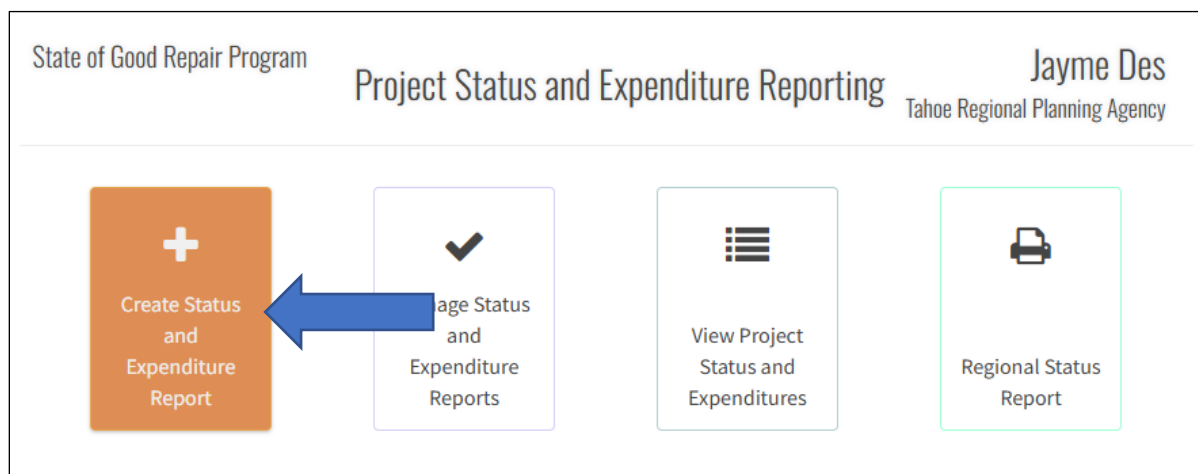 State of Good Repair Program
Project Status and Expenditure Reporting
Jayme Des
Tahoe Regional Planning Agency
Create Status
and
Expenditure
Report
Status
and
Expenditure
Reports
View Project
Status and
Expenditures
Regional Status
Report